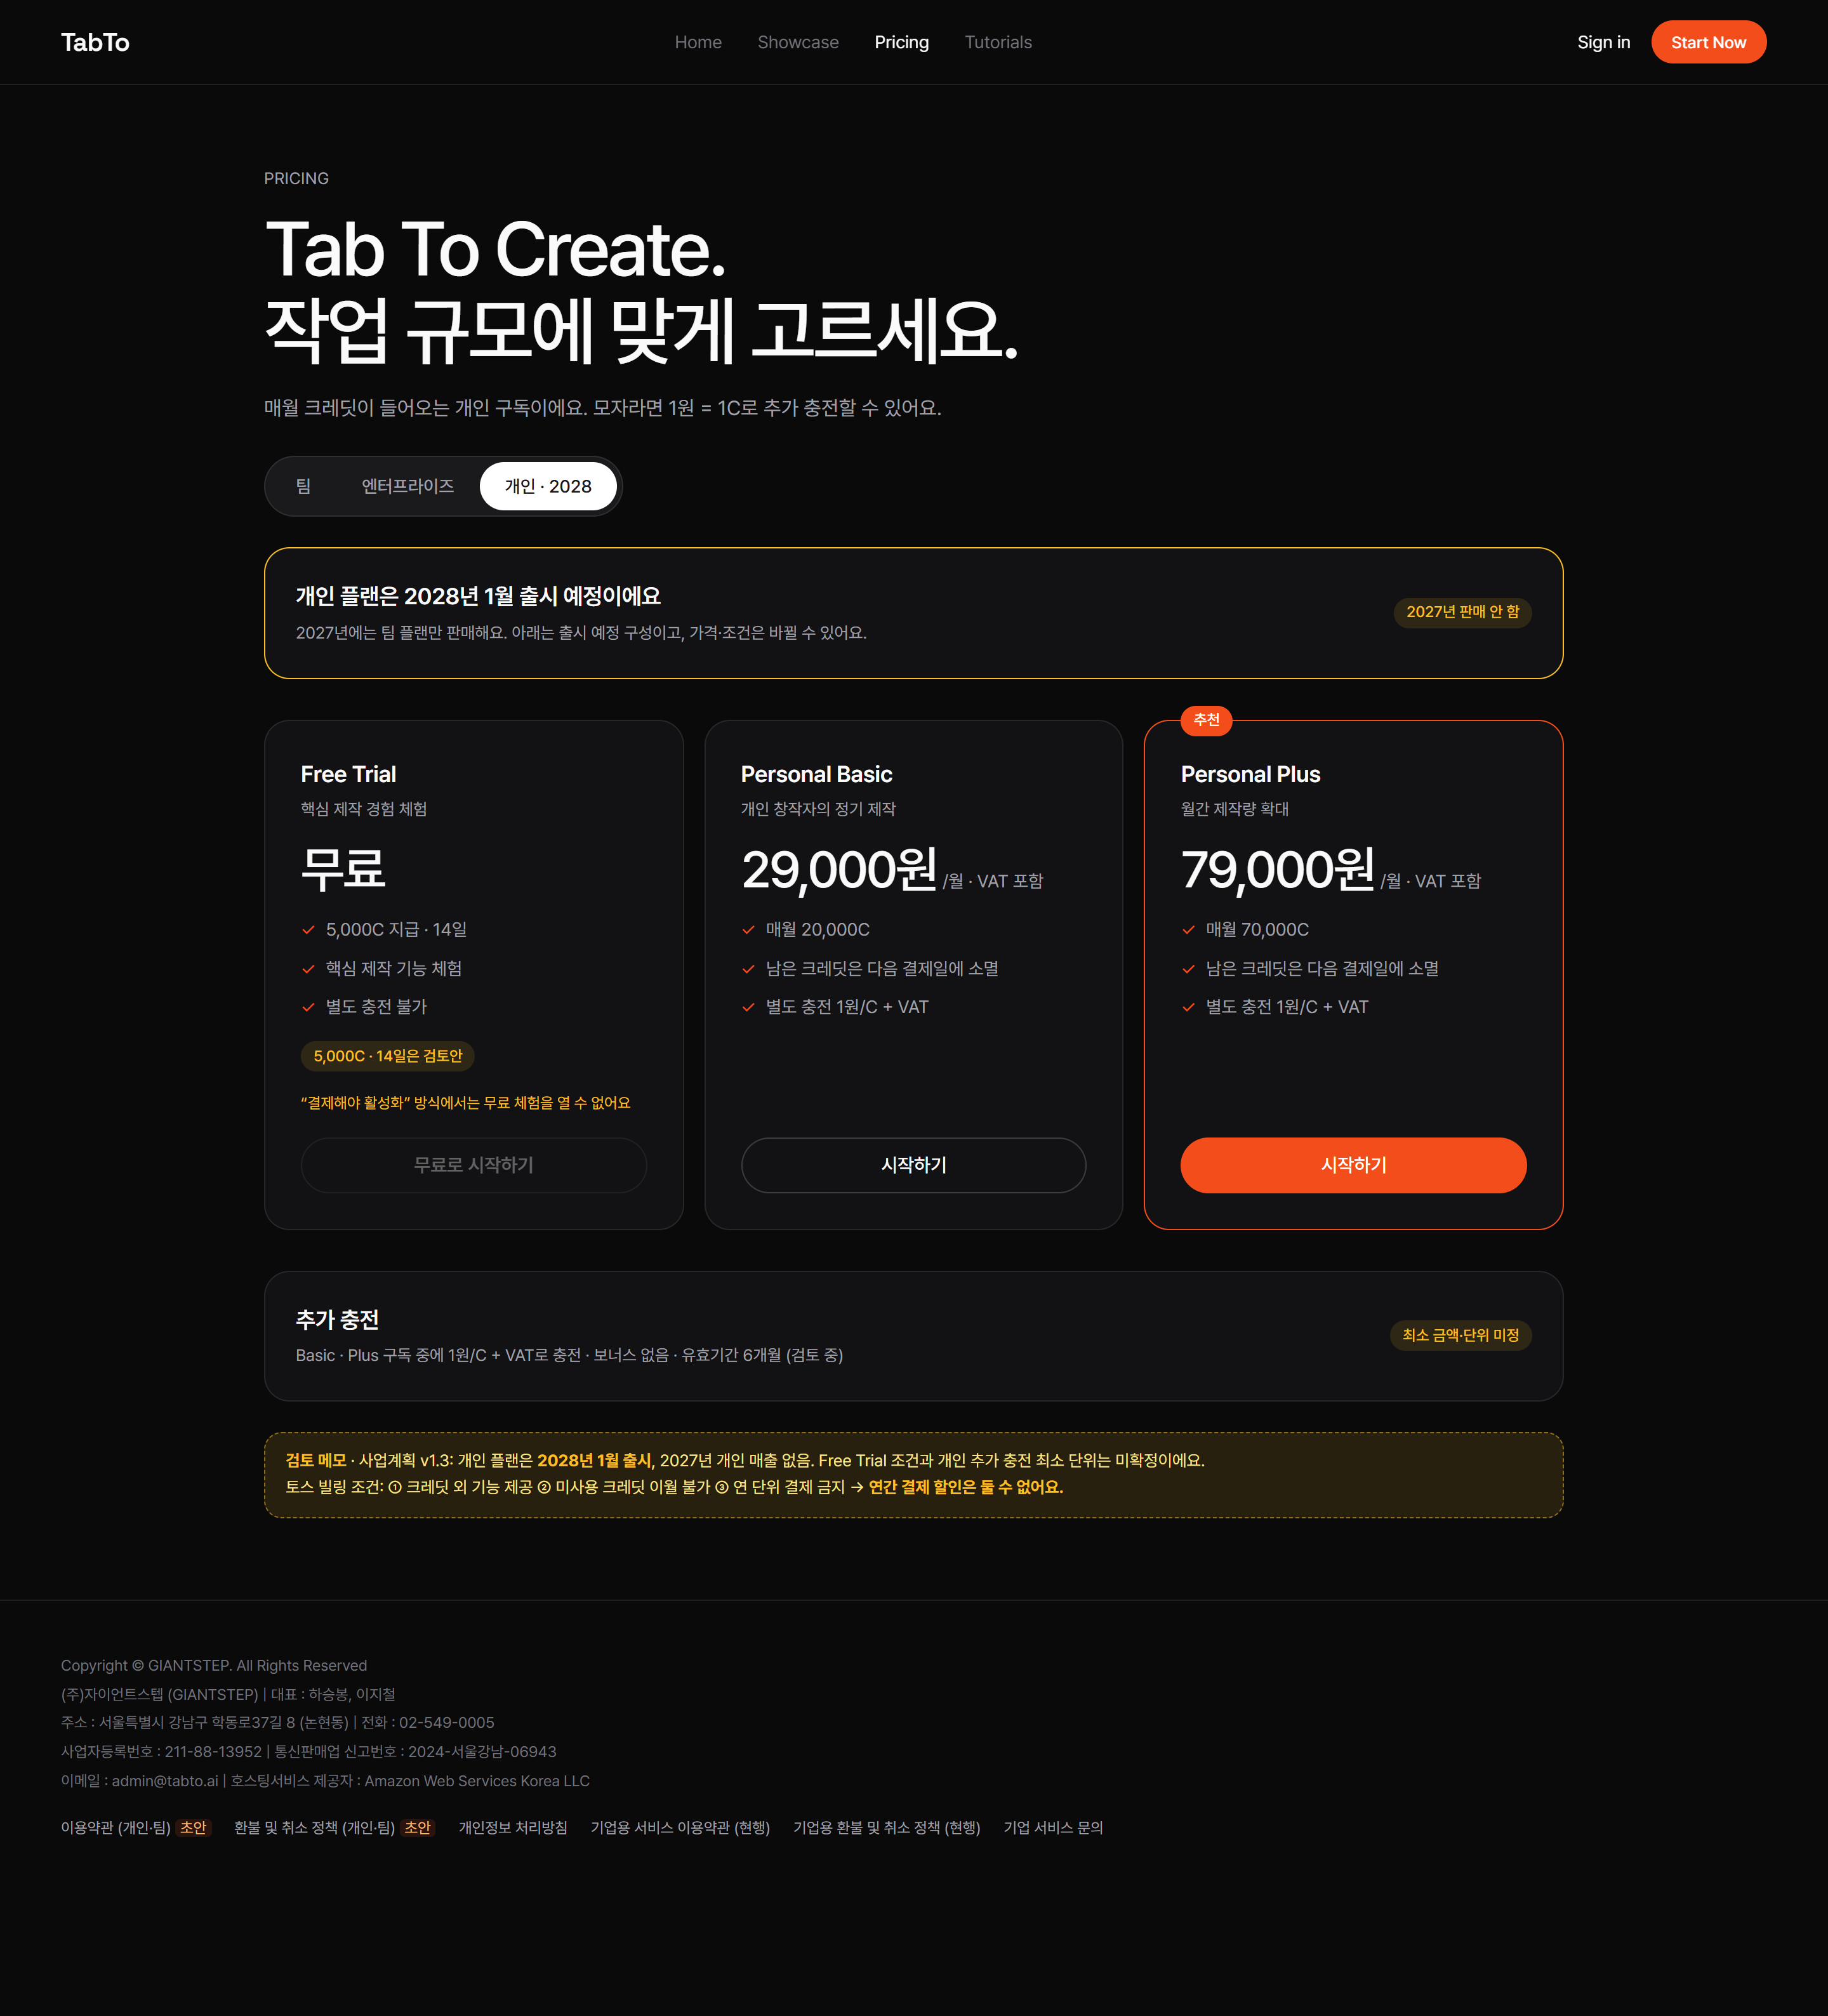 TabTo
Home Showcase Pricing Tutorials
Sign in
Start Now
PRICING
Tab To Create.
작업 규모에 맞게 고르세요.
매월 크레딧이 들어오는 개인 구독이에요. 모자라면 1원 = 1C로 추가 충전할 수 있어요.
팀 엔터프라이즈 개인 · 2028
개인 플랜은 2028년 1월 출시 예정이에요
2027년에는 팀 플랜만 판매해요. 아래는 출시 예정 구성이고, 가격·조건은 바뀔 수 있어요.
2027년 판매 안 함
Free Trial
핵심 제작 경험 체험
무료
5,000C 지급 · 14일
핵심 제작 기능 체험
별도 충전 불가
5,000C · 14일은 검토안
“결제해야 활성화” 방식에서는 무료 체험을 열 수 없어요
무료로 시작하기
Personal Basic
개인 창작자의 정기 제작
29,000원 /월 · VAT 포함
매월 20,000C
남은 크레딧은 다음 결제일에 소멸
별도 충전 1원/C + VAT
시작하기
추천
Personal Plus
월간 제작량 확대
79,000원 /월 · VAT 포함
매월 70,000C
남은 크레딧은 다음 결제일에 소멸
별도 충전 1원/C + VAT
시작하기
추가 충전
Basic · Plus 구독 중에 1원/C + VAT로 충전 · 보너스 없음 · 유효기간 6개월 (검토 중)
최소 금액·단위 미정
검토 메모 · 사업계획 v1.3: 개인 플랜은 2028년 1월 출시, 2027년 개인 매출 없음. Free Trial 조건과 개인 추가 충전 최소 단위는 미확정이에요.
토스 빌링 조건: ① 크레딧 외 기능 제공 ② 미사용 크레딧 이월 불가 ③ 연 단위 결제 금지 → 연간 결제 할인은 둘 수 없어요.
Copyright © GIANTSTEP. All Rights Reserved
(주)자이언트스텝 (GIANTSTEP) | 대표 : 하승봉, 이지철
주소 : 서울특별시 강남구 학동로37길 8 (논현동) | 전화 : 02-549-0005
사업자등록번호 : 211-88-13952 | 통신판매업 신고번호 : 2024-서울강남-06943
이메일 : admin@tabto.ai | 호스팅서비스 제공자 : Amazon Web Services Korea LLC
이용약관 (개인·팀) 초안 환불 및 취소 정책 (개인·팀) 초안 개인정보 처리방침 기업용 서비스 이용약관 (현행) 기업용 환불 및 취소 정책 (현행) 기업 서비스 문의